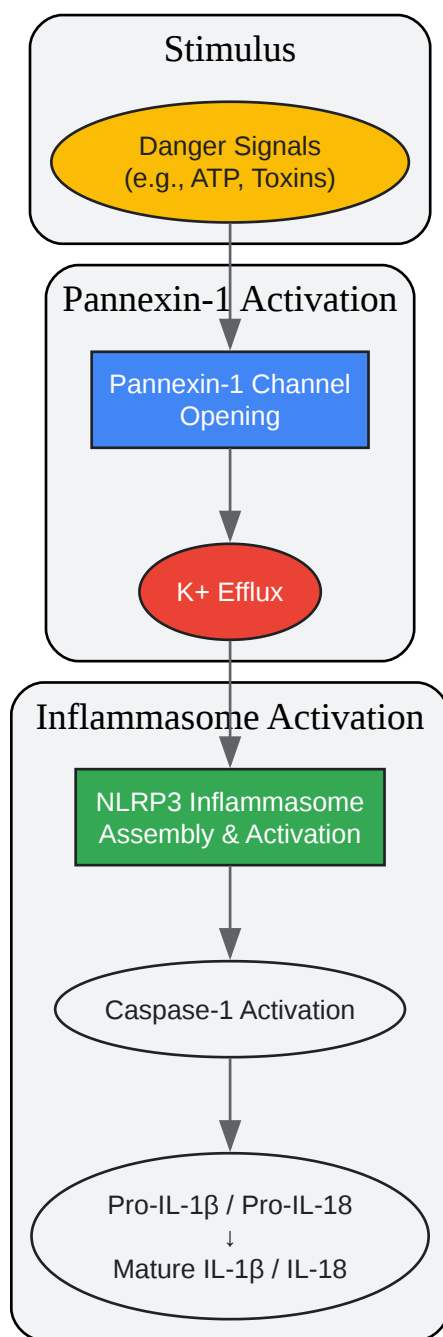 Stimulus
Danger Signals
(e.g., ATP, Toxins)
Pannexin-1 Activation
Pannexin-1 Channel
Opening
K+ Efflux
Inflammasome Activation
NLRP3 Inflammasome
Assembly & Activation
Caspase-1 Activation
Pro-IL-1β / Pro-IL-18
↓
Mature IL-1β / IL-18